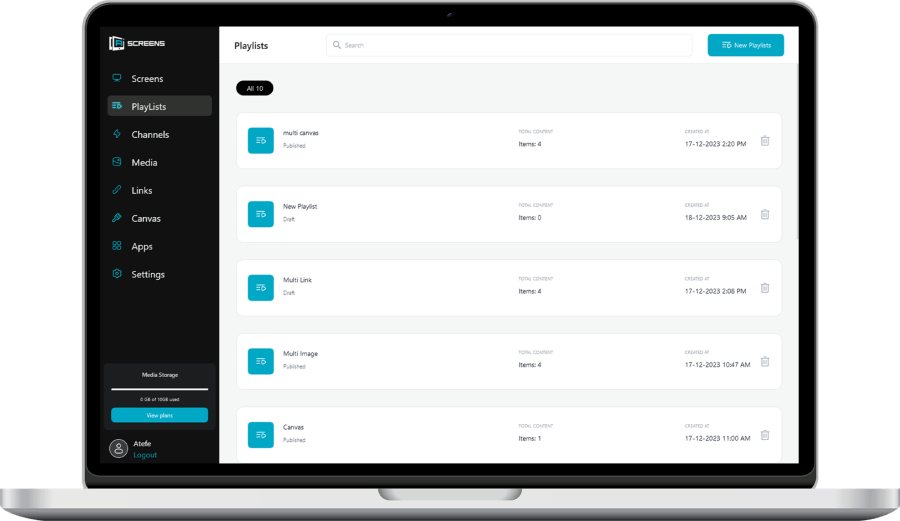 SCREENS
Playlists
Search
New Playlists
Screens
PlayLists
Channels
Media
Links
Canvas
Apps
Settings
Media Storage
0 GB of 10GB used
View plans
Atefe
Logout
All 10
multi canvas
Published
TOTAL CONTENT
Items: 4
CREATED AT
17-12-2023 2:20 PM
New Playlist
Draft
TOTAL CONTENT
Items: 0
CREATED AT
18-12-2023 9:05 AM
Multi Link
Draft
TOTAL CONTENT
Items: 4
CREATED AT
17-12-2023 2:08 PM
Multi Image
Published
TOTAL CONTENT
Items: 4
CREATED AT
17-12-2023 10:47 AM
Canvas
Published
TOTAL CONTENT
Items: 1
CREATED AT
17-12-2023 11:00 AM